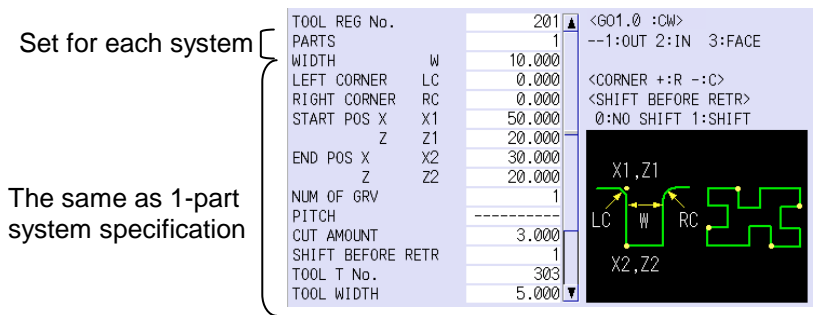 Set for each system
The same as 1-part
system specification
TOOL REG No. 201
PARTS 1
WIDTH W 10.000
LEFT CORNER LC 0.000
RIGHT CORNER RC 0.000
START POS X X1 50.000
Z Z1 20.000
END POS X X2 30.000
Z Z2 20.000
NUM OF GRV 1
PITCH ----------
CUT AMOUNT 3.000
SHIFT BEFORE RETR 1
TOOL T No. 303
TOOL WIDTH 5.000
<GO1.0 :CW>
--1:OUT 2:IN 3:FACE
<CORNER +:R -:C>
<SHIFT BEFORE RETR>
0:NO SHIFT 1:SHIFT
X1,Z1
LC W RC
X2,Z2